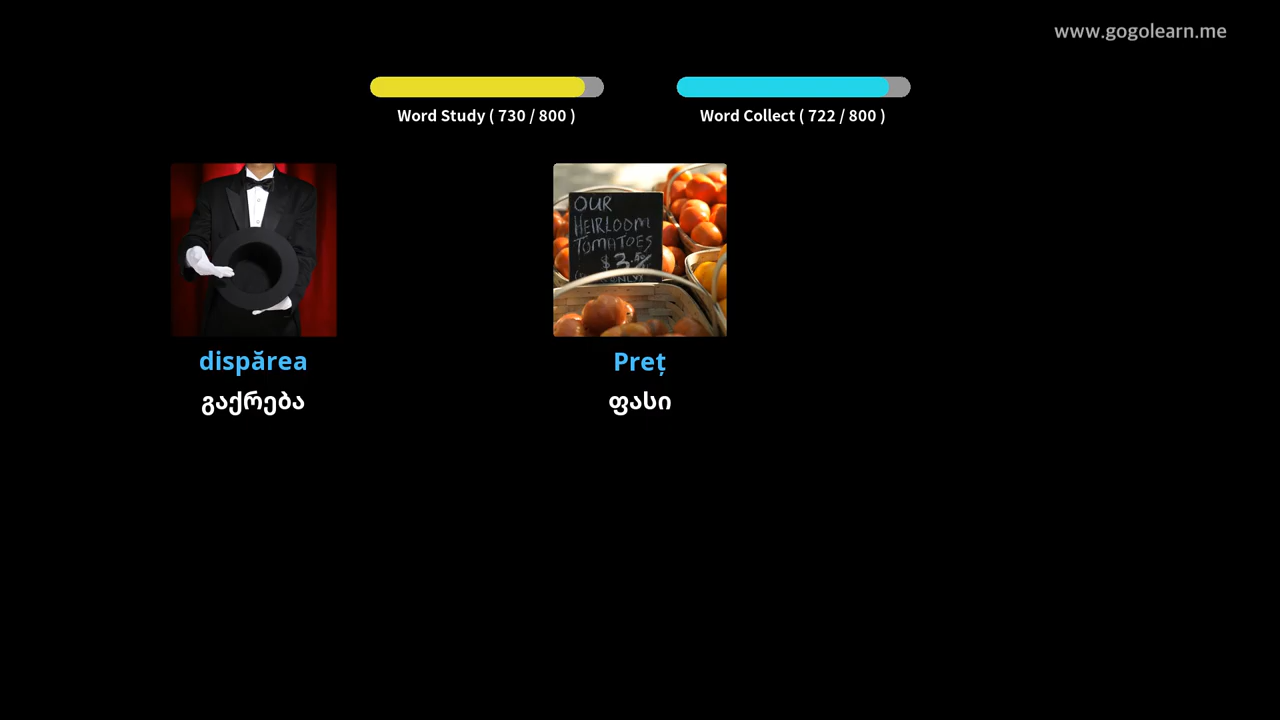 www.gogolearn.me
Word Study ( 730 / 800 )
Word Collect ( 722 / 800 )
OUR
HEIRLOOM
TOMATOES
dispărea
Preț
გაქრება
ფასი